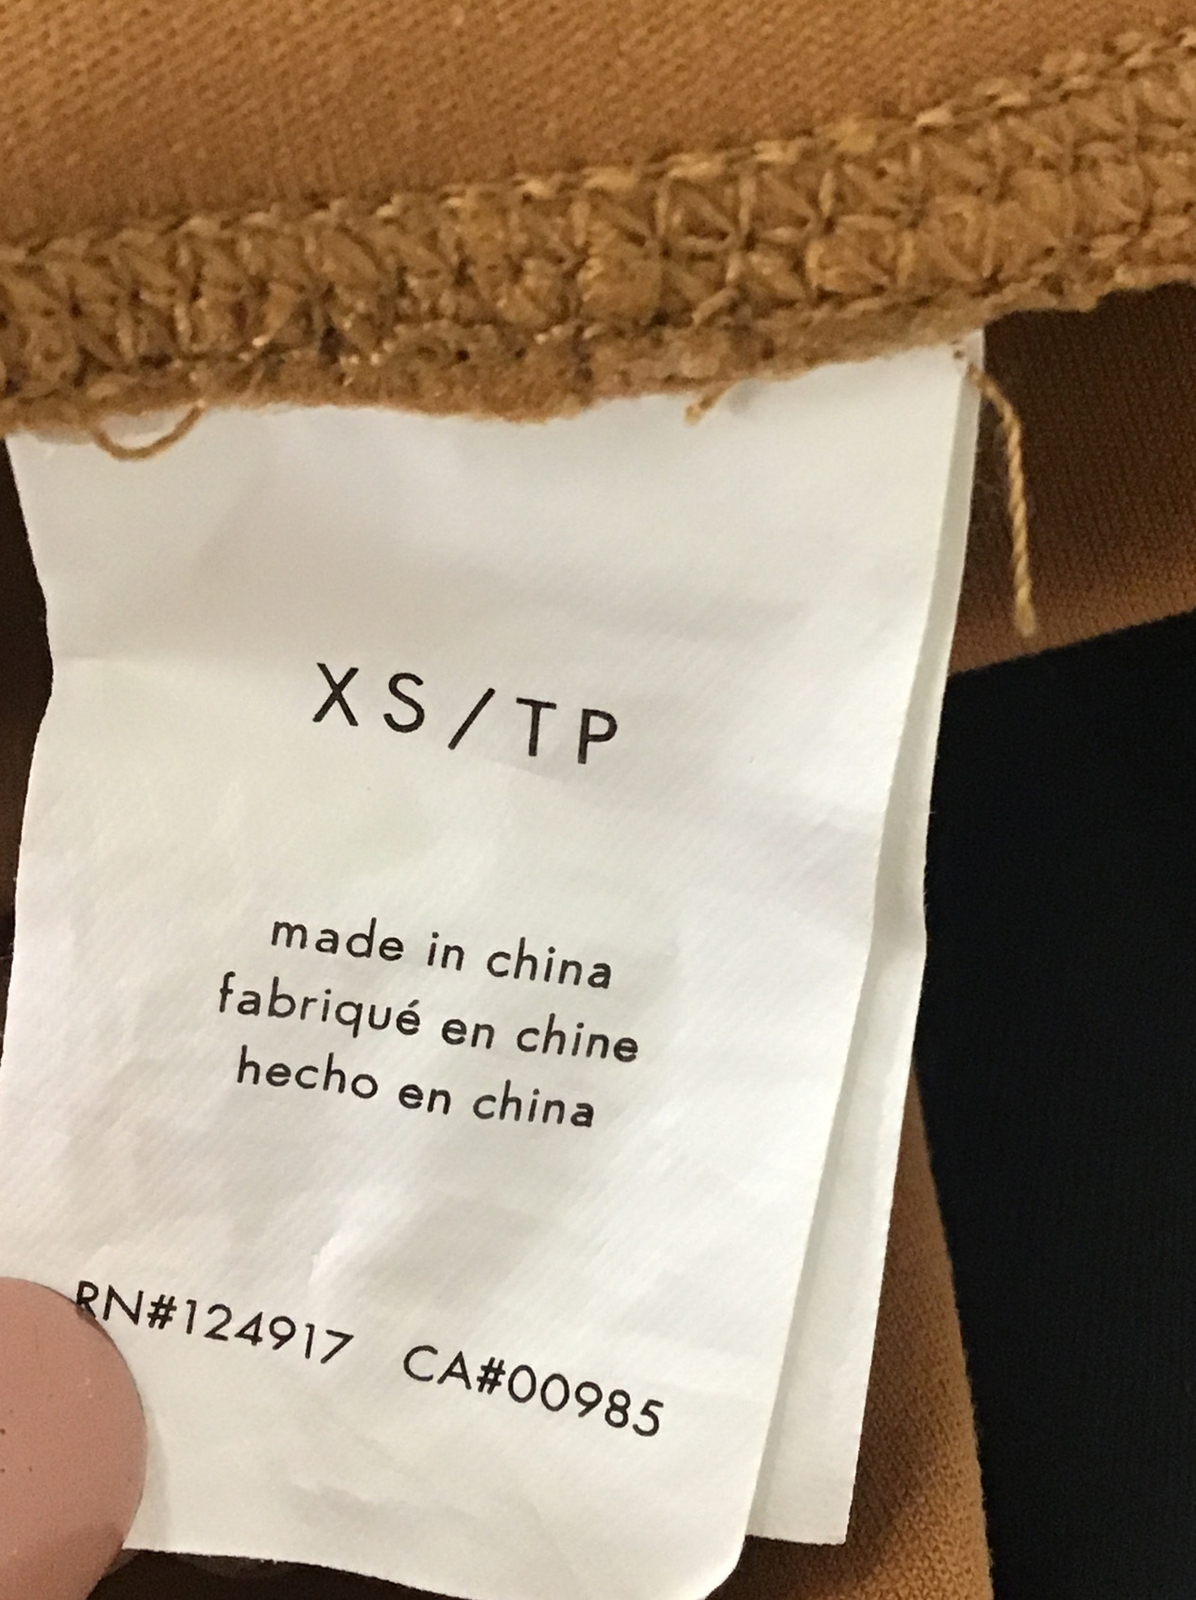 XS/TP
made in china
fabriqué en chine
hecho en china
RN#124917 CA#00985